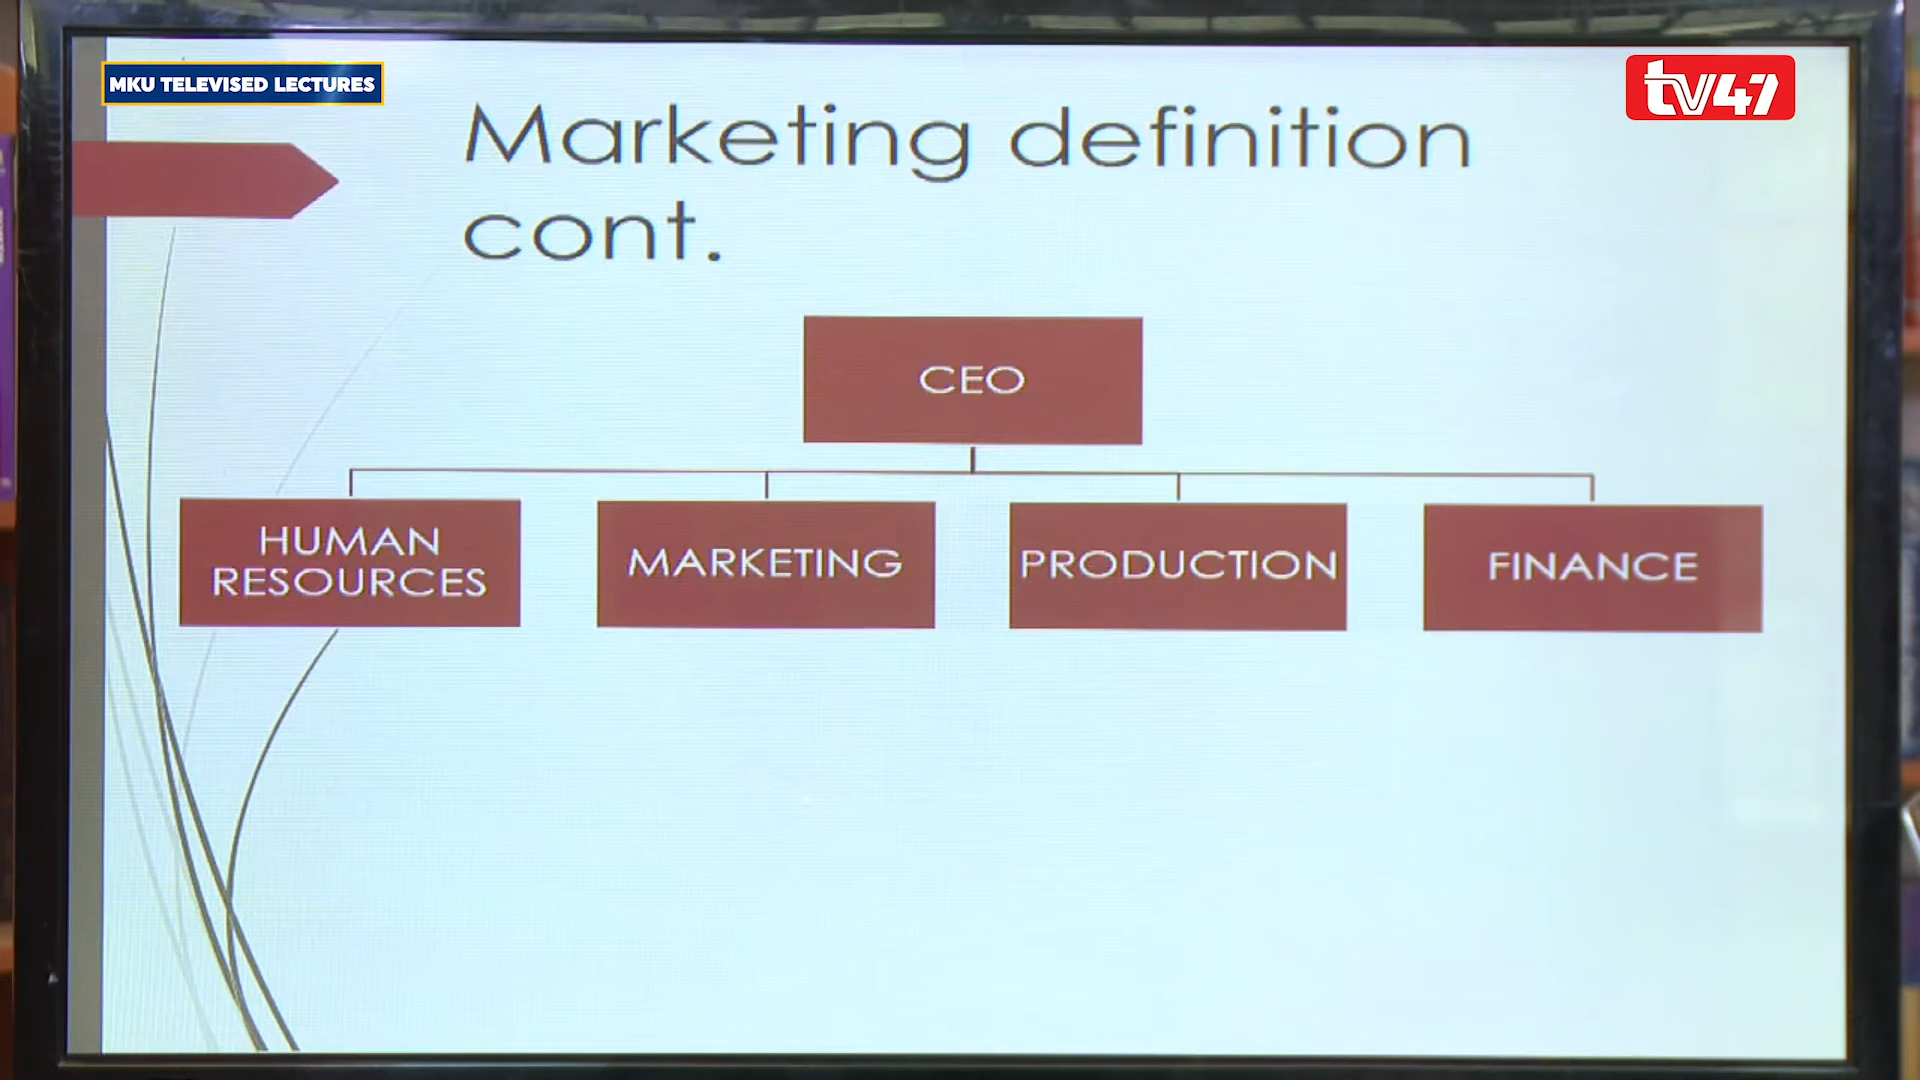 MKU TELEVISED LECTURES
tv47
Marketing definition
cont.
CEO
HUMAN
RESOURCES
MARKETING
PRODUCTION
FINANCE